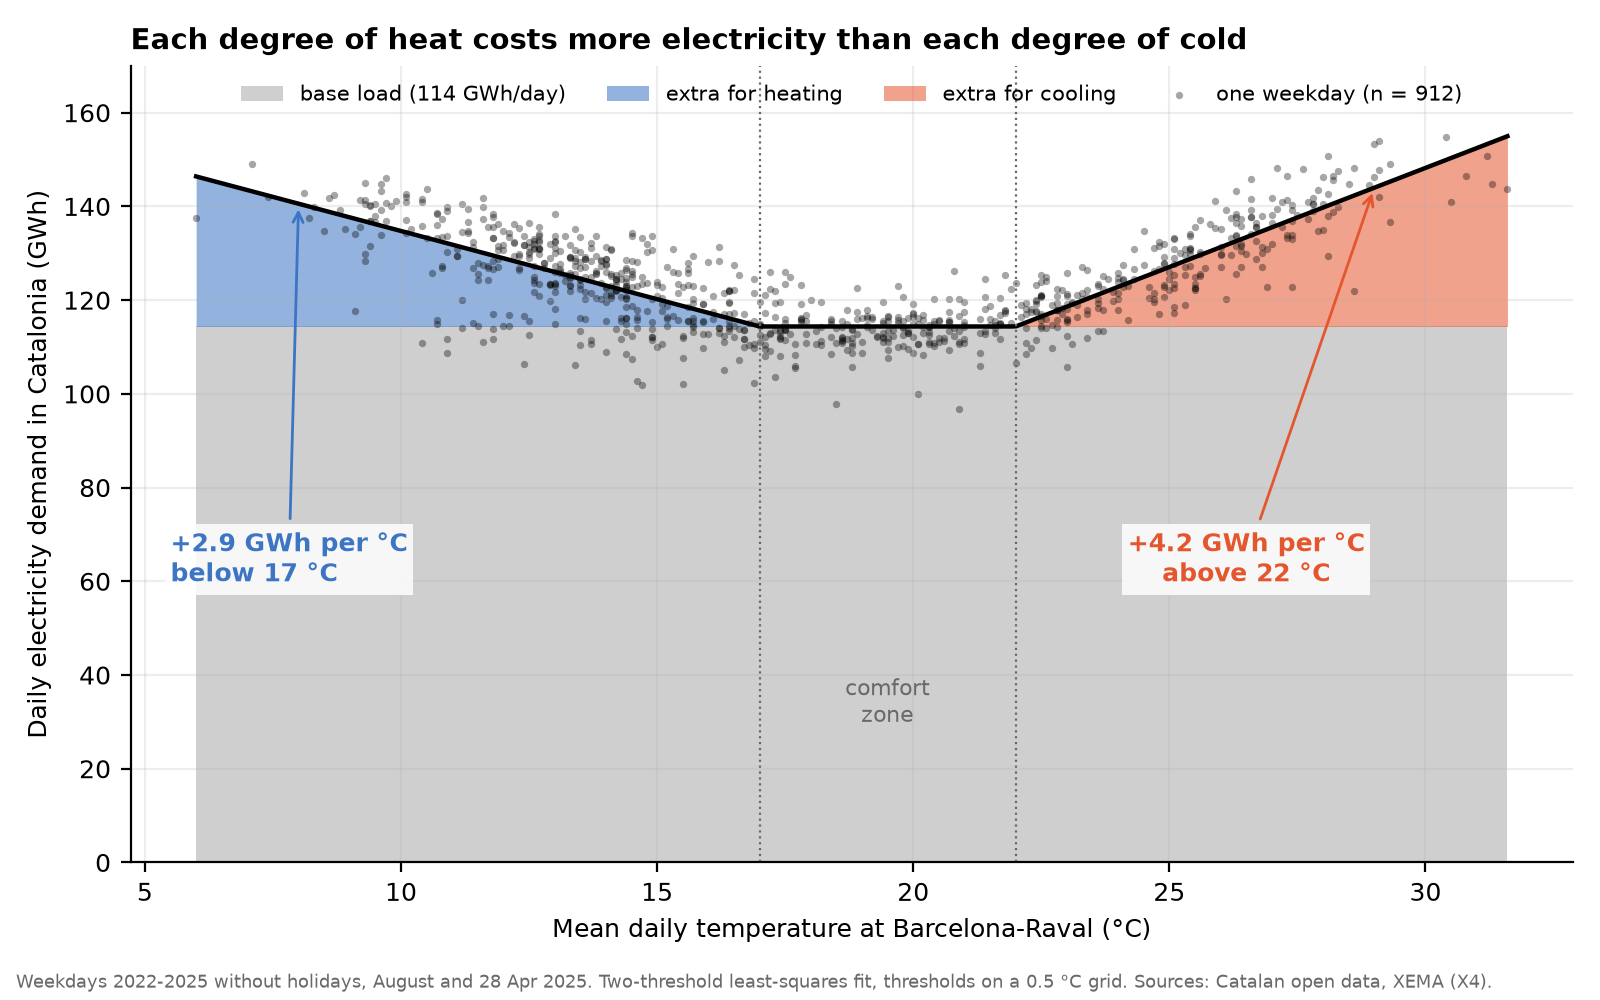 Each degree of heat costs more electricity than each degree of cold
base load (114 GWh/day)
extra for heating
extra for cooling
one weekday (n = 912)
Daily electricity demand in Catalonia (GWh)
160
140
120
100
80
60
40
20
0
+2.9 GWh per °C
below 17 °C
+4.2 GWh per °C
above 22 °C
comfort
zone
5
10
15
20
25
30
Mean daily temperature at Barcelona-Raval (°C)
Weekdays 2022-2025 without holidays, August and 28 Apr 2025. Two-threshold least-squares fit, thresholds on a 0.5 °C grid. Sources: Catalan open data, XEMA (X4).